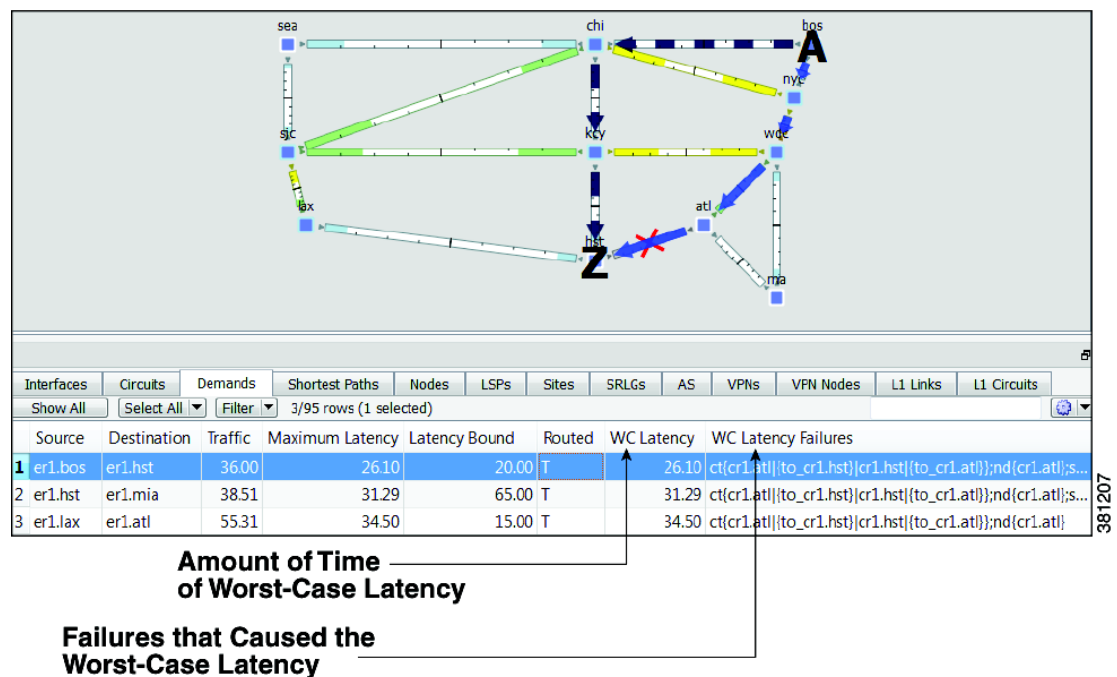 sea
chi
bos
A
nyc
sjc
kcy
wdc
lax
atl
hst
Z
mia
Interfaces Circuits Demands Shortest Paths Nodes LSPs Sites SRLGs AS VPNs VPN Nodes L1 Links L1 Circuits
Show All Select All Filter 3/95 rows (1 selected)
Source Destination Traffic Maximum Latency Latency Bound Routed WC Latency WC Latency Failures
1 er1.bos er1.hst 36.00 26.10 20.00 T 26.10 ct{cr1.atl|{to_cr1.hst}|cr1.hst|{to_cr1.atl}};nd{cr1.atl};s...
2 er1.hst er1.mia 38.51 31.29 65.00 T 31.29 ct{cr1.atl|{to_cr1.hst}|cr1.hst|{to_cr1.atl}};nd{cr1.atl};s...
3 er1.lax er1.atl 55.31 34.50 15.00 T 34.50 ct{cr1.atl|{to_cr1.hst}|cr1.hst|{to_cr1.atl}};nd{cr1.atl}
381207
Amount of Time
of Worst-Case Latency
Failures that Caused the
Worst-Case Latency